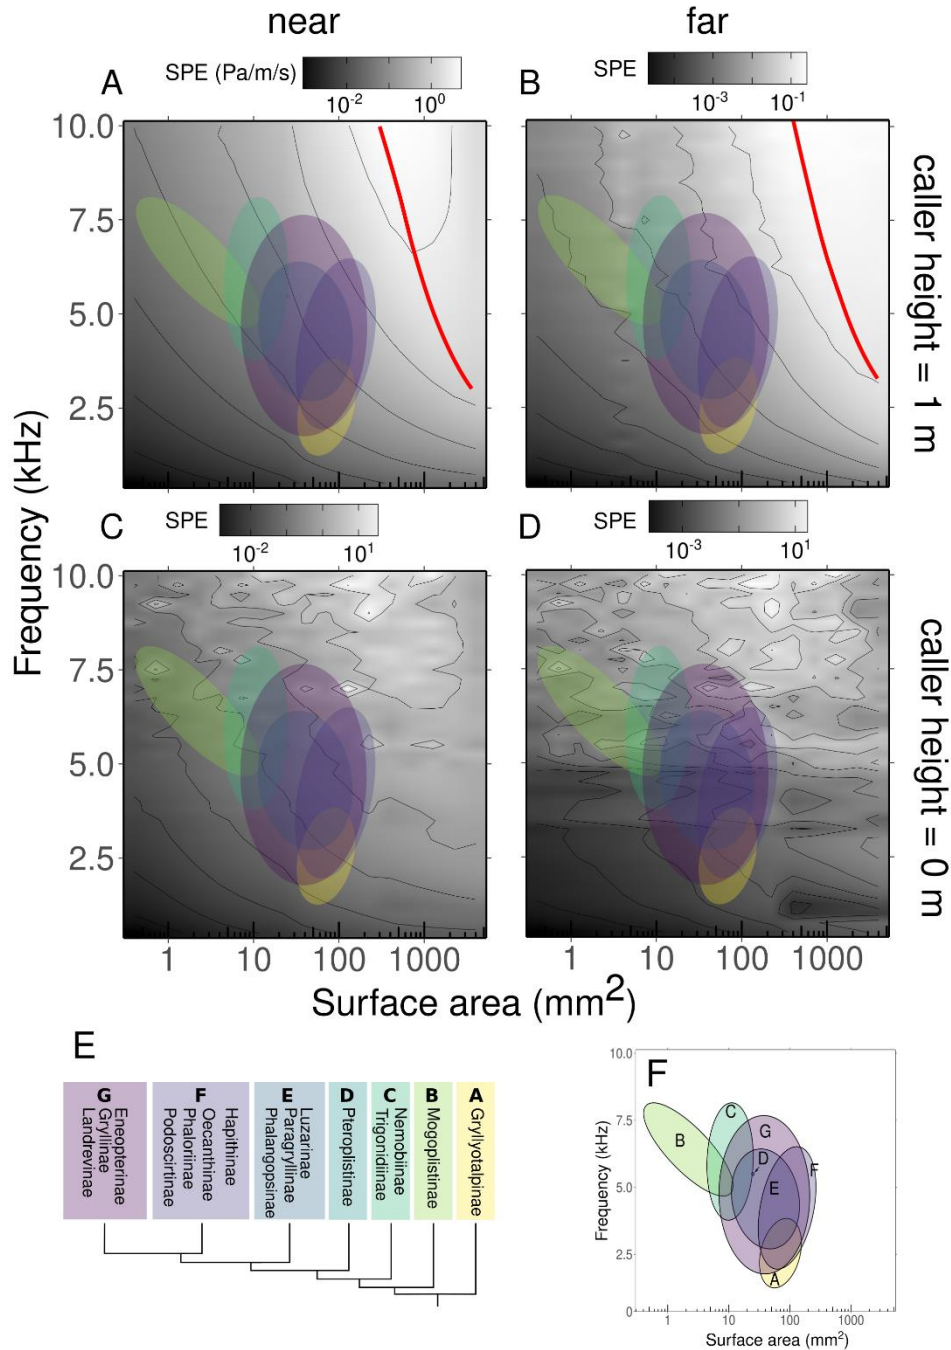 near
far
A
SPE (Pa/m/s)
10^-2
10^0
B
SPE
10^-3
10^-1
10.0
7.5
5.0
2.5
caller height = 1 m
C
SPE
10^-2
10^1
D
SPE
10^-3
10^1
10.0
7.5
5.0
2.5
caller height = 0 m
Frequency (kHz)
1
10
100
1000
1
10
100
1000
Surface area (mm^2)
E
G
Eneopterinae
Gryllinae
Landrevinae
F
Hapithinae
Oecanthinae
Phaloriinae
Podoscirtinae
E
Luzarinae
Paragryllinae
Phalangopsinae
D
Pteroplistinae
C
Nemobiinae
Trigonidiinae
B
Mogoplistinae
A
Gryllyotalpinae
F
10.0
7.5
5.0
2.5
0
Frequency (kHz)
B
C
G
D
E
F
A
1
10
100
1000
Surface area (mm^2)